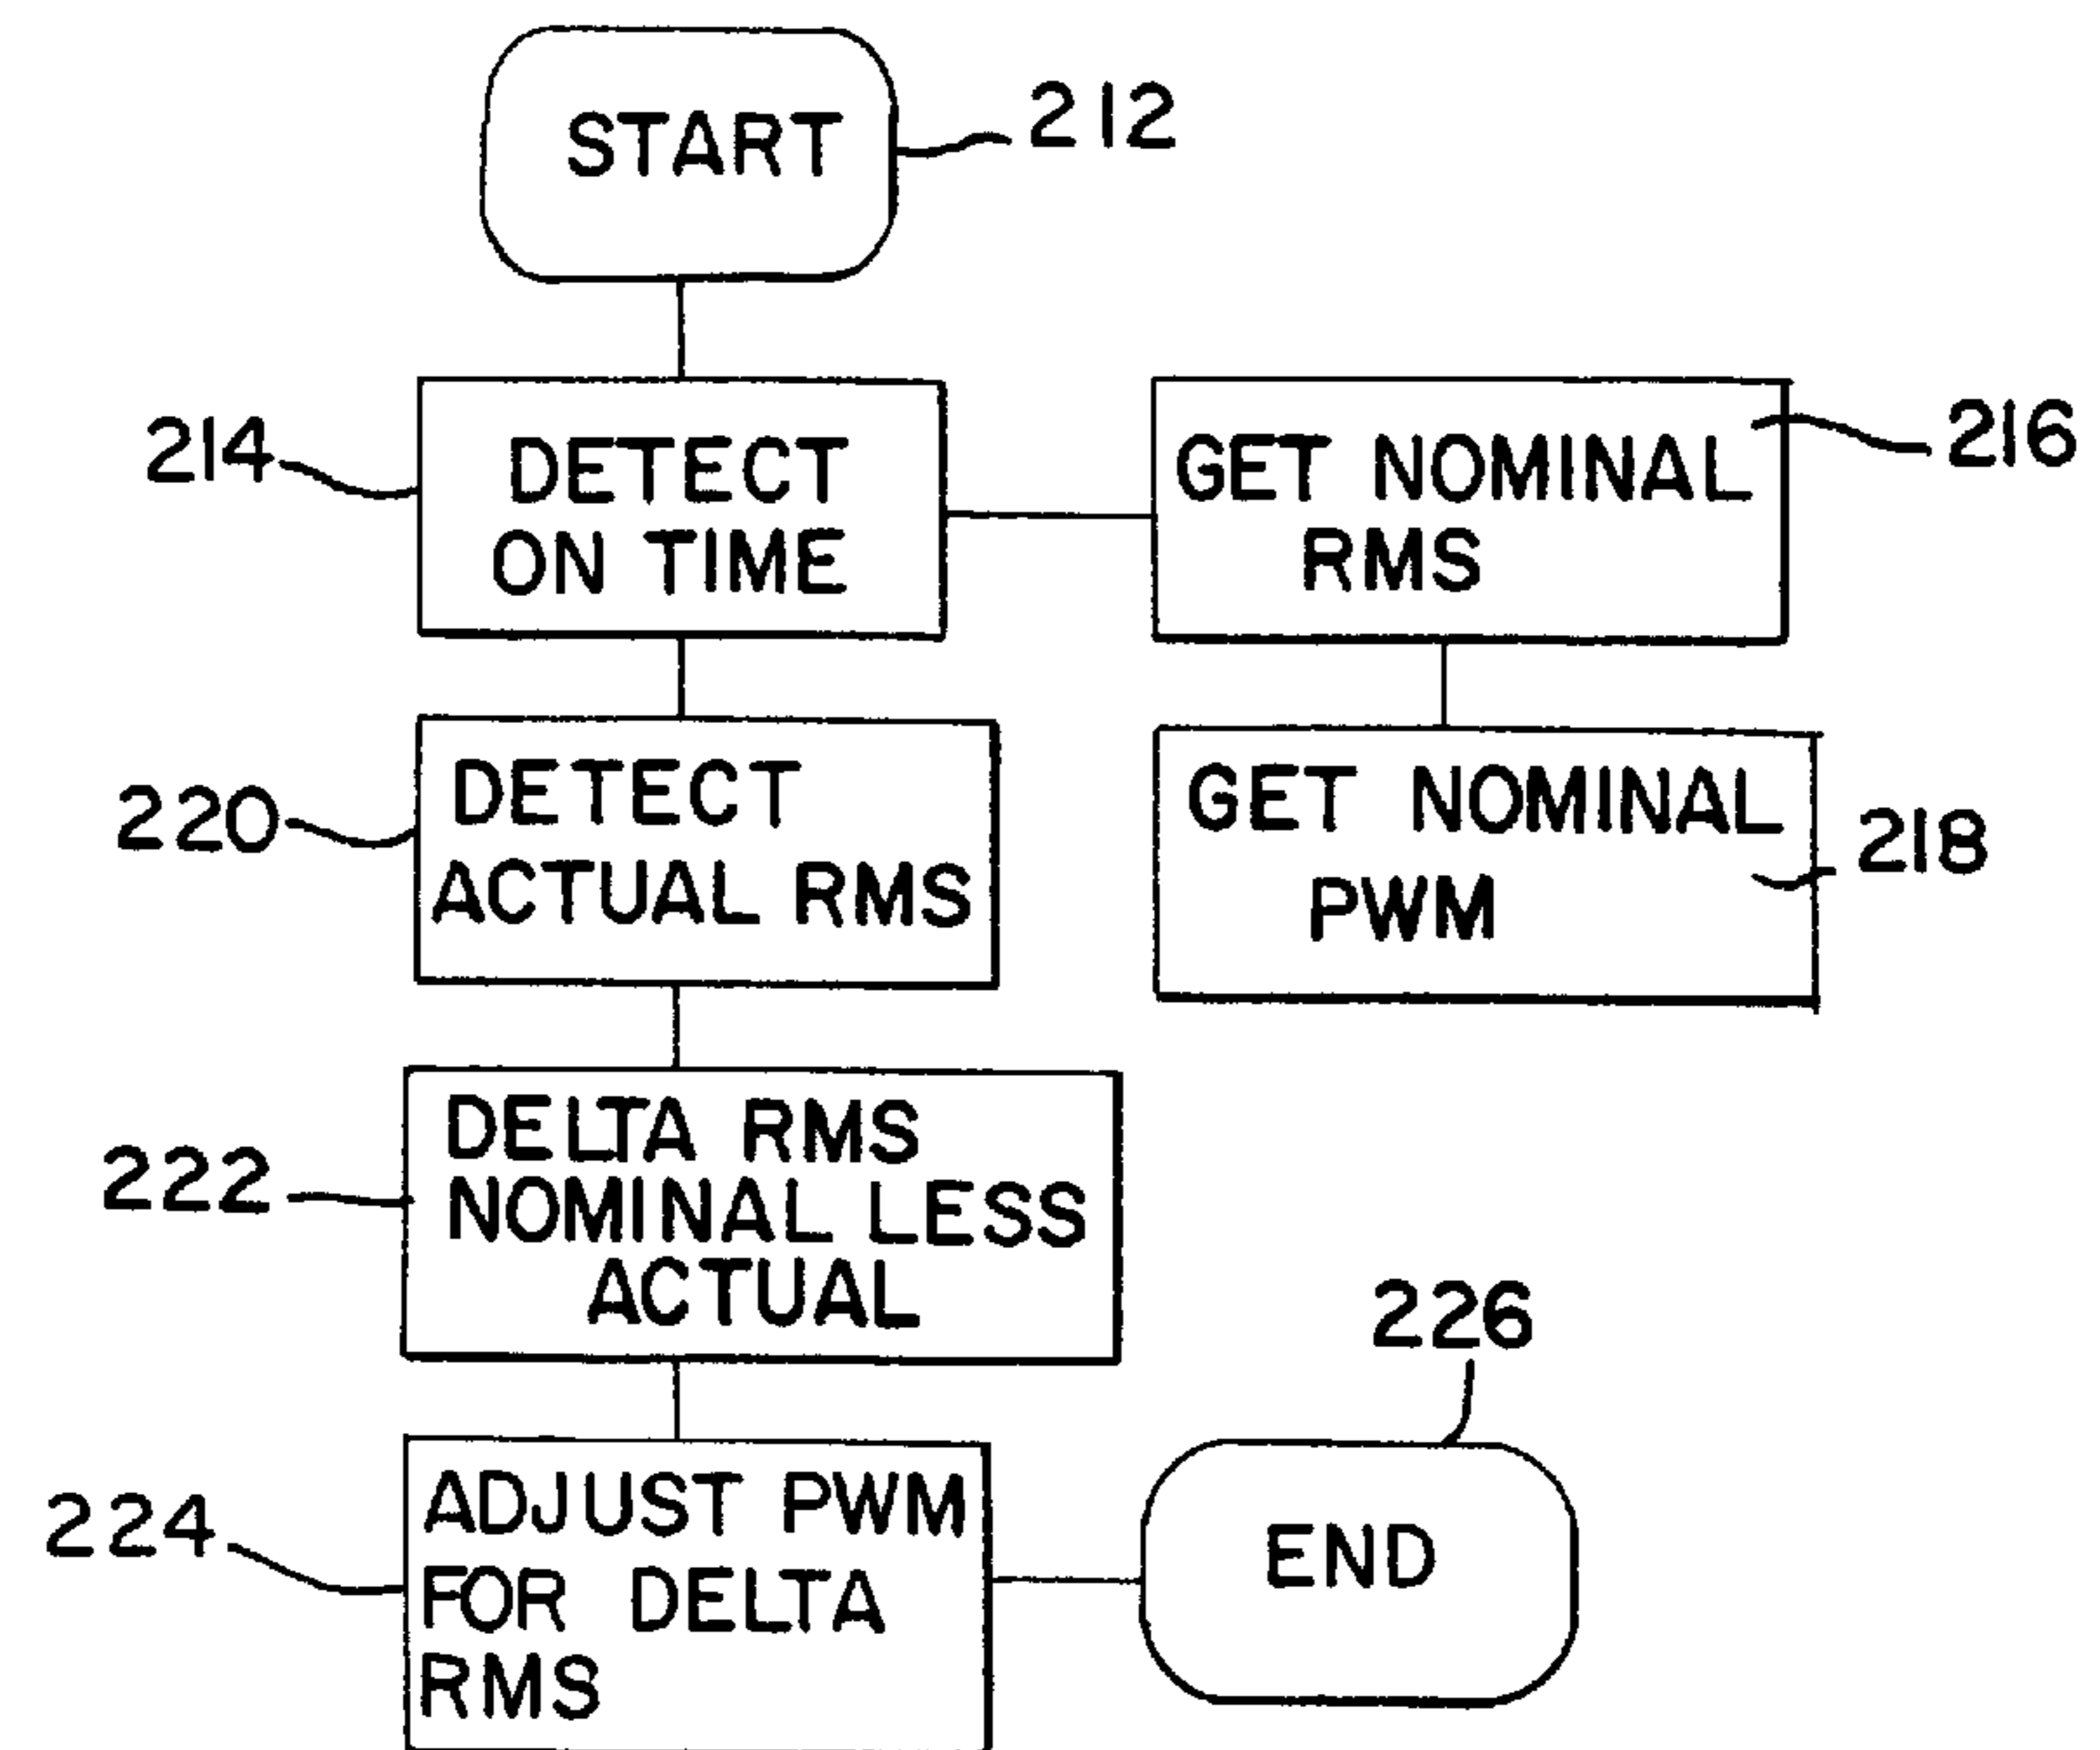 START
212
214
DETECT
ON TIME
GET NOMINAL
RMS
216
220
DETECT
ACTUAL RMS
GET NOMINAL
PWM
218
222
DELTA RMS
NOMINAL LESS
ACTUAL
224
ADJUST PWM
FOR DELTA
RMS
226
END